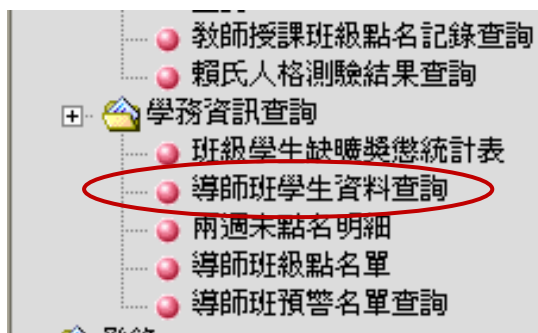 教師授課班級點名記錄查詢
賴氏人格測驗結果查詢
學務資訊查詢
班級學生缺曠獎懲統計表
導師班學生資料查詢
兩週未點名明細
導師班級點名單
導師班預警名單查詢